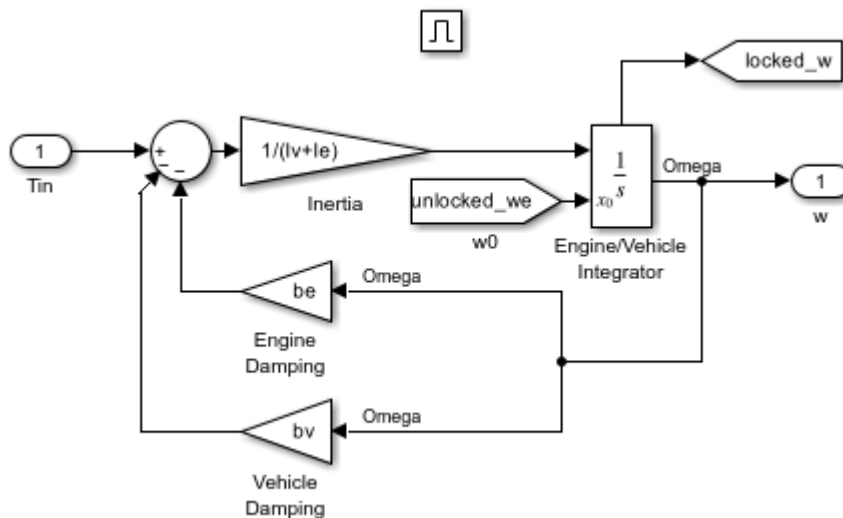 locked_w
1
Tin
+
−
−
1/(Iv+Ie)
Inertia
unlocked_we
w0
x0
1
s
Engine/Vehicle
Integrator
Omega
1
w
be
Omega
Engine
Damping
bv
Omega
Vehicle
Damping